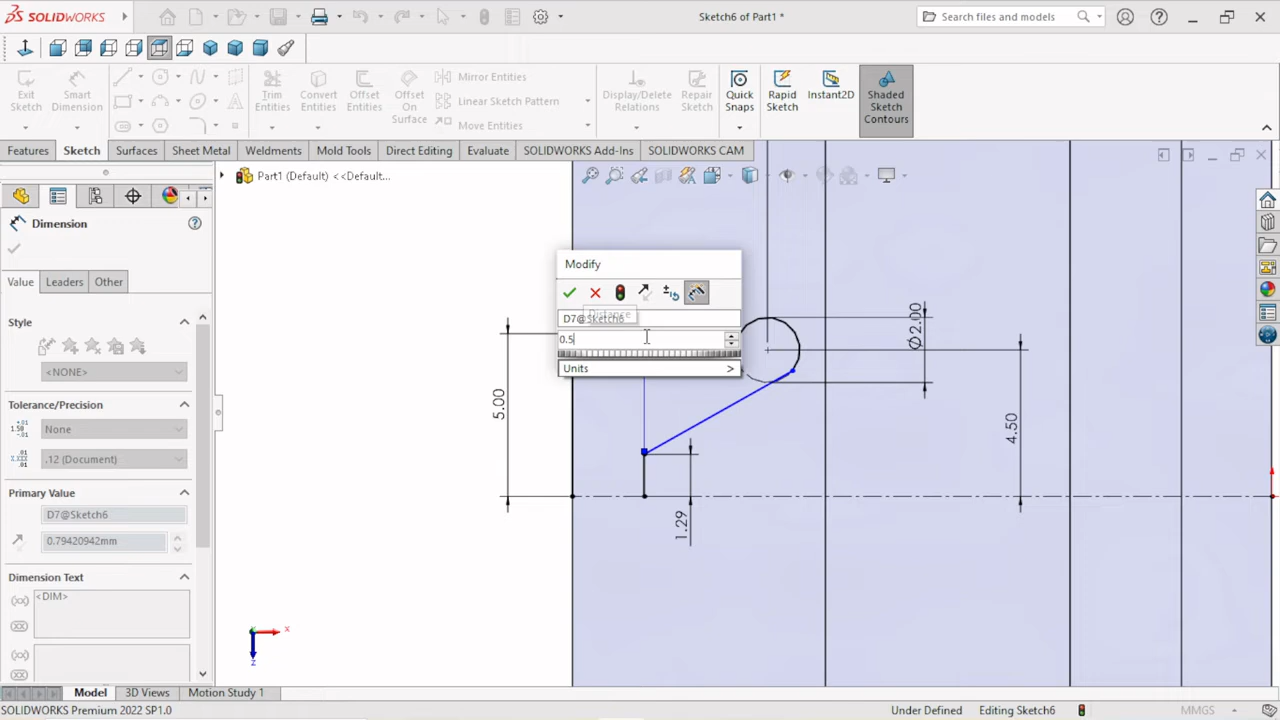 SOLIDWORKS
Sketch6 of Part1 *
Search files and models
Exit Sketch
Smart Dimension
Trim Entities
Convert Entities
Offset Entities
Offset On Surface
Mirror Entities
Linear Sketch Pattern
Move Entities
Display/Delete Relations
Repair Sketch
Quick Snaps
Rapid Sketch
Instant2D
Shaded Sketch Contours
Features
Sketch
Surfaces
Sheet Metal
Weldments
Mold Tools
Direct Editing
Evaluate
SOLIDWORKS Add-Ins
SOLIDWORKS CAM
Part1 (Default) <<Default...
Dimension
Value
Leaders
Other
Style
<NONE>
Tolerance/Precision
None
.12 (Document)
Primary Value
D7@Sketch6
0.79420942mm
Dimension Text
<DIM>
Modify
D7@Sketch6
Distance
0.5
Units >
5.00
1.29
Ø2.00
4.50
x
z
Model
3D Views
Motion Study 1
SOLIDWORKS Premium 2022 SP1.0
Under Defined
Editing Sketch6
MMGS